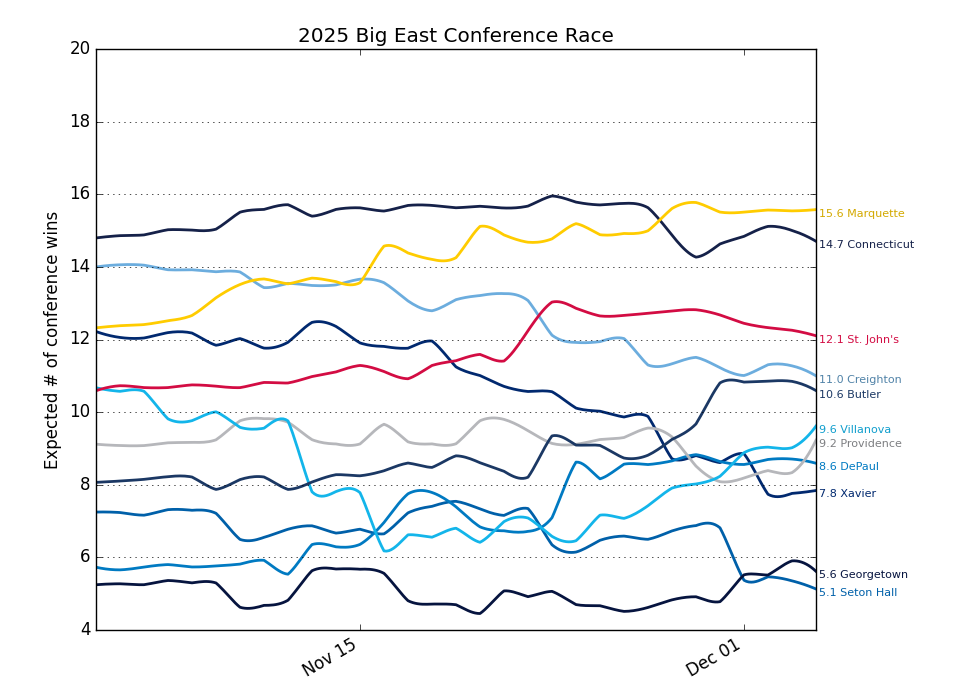 2025 Big East Conference Race
Expected # of conference wins
20
18
16
14
12
10
8
6
4
Nov 15
Dec 01
15.6 Marquette
14.7 Connecticut
12.1 St. John's
11.0 Creighton
10.6 Butler
9.6 Villanova
9.2 Providence
8.6 DePaul
7.8 Xavier
5.6 Georgetown
5.1 Seton Hall